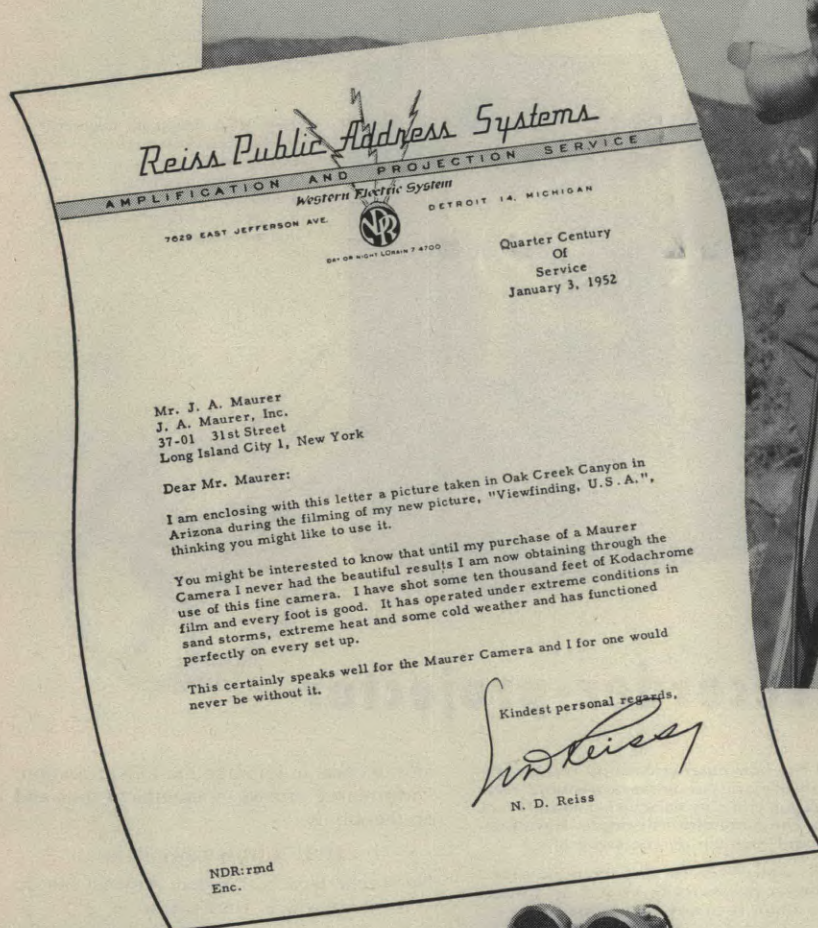 Reiss Public Address Systems
AMPLIFICATION AND PROJECTION SERVICE
Western Electric System
7629 EAST JEFFERSON AVE.
DETROIT 14, MICHIGAN
NDR
DAY OR NIGHT LORAIN 7-4700
Quarter Century
Of
Service
January 3, 1952
Mr. J. A. Maurer
J. A. Maurer, Inc.
37-01 31st Street
Long Island City 1, New York
Dear Mr. Maurer:
I am enclosing with this letter a picture taken in Oak Creek Canyon in
Arizona during the filming of my new picture, "Viewfinding, U.S.A.",
thinking you might like to use it.
You might be interested to know that until my purchase of a Maurer
Camera I never had the beautiful results I am now obtaining through the
use of this fine camera. I have shot some ten thousand feet of Kodachrome
film and every foot is good. It has operated under extreme conditions in
sand storms, extreme heat and some cold weather and has functioned
perfectly on every set up.
This certainly speaks well for the Maurer Camera and I for one would
never be without it.
Kindest personal regards,
ND Reiss
N. D. Reiss
NDR:rmd
Enc.